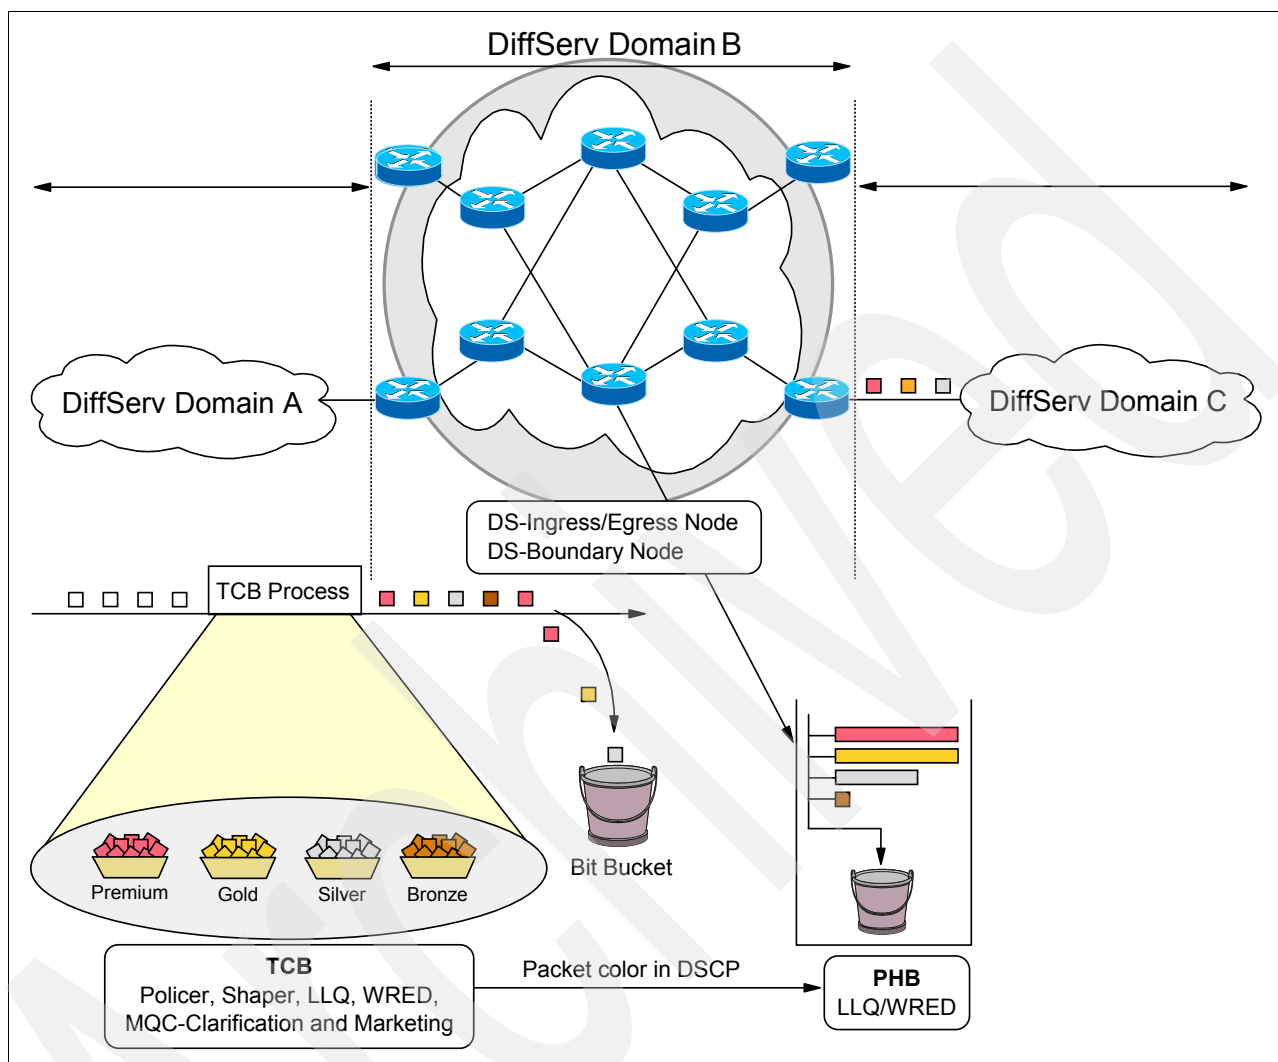 DiffServ Domain B
DiffServ Domain A
DiffServ Domain C
DS-Ingress/Egress Node
DS-Boundary Node
TCB Process
Bit Bucket
Premium
Gold
Silver
Bronze
TCB
Policer, Shaper, LLQ, WRED,
MQC-Clarification and Marketing
Packet color in DSCP
PHB
LLQ/WRED
Archived